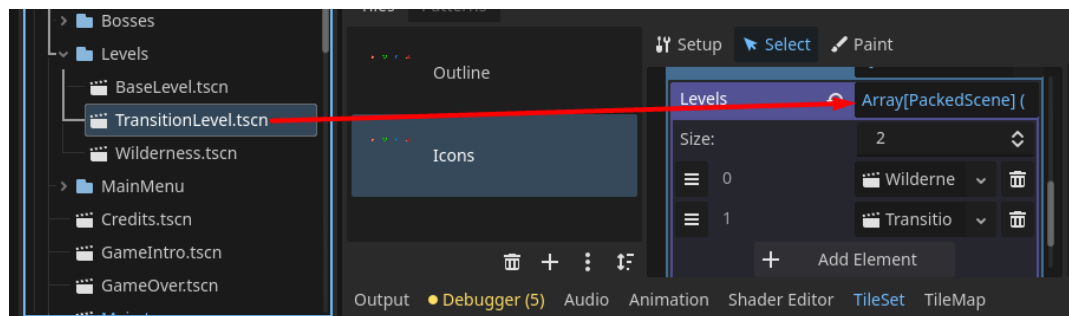 Bosses
Levels
BaseLevel.tscn
TransitionLevel.tscn
Wilderness.tscn
MainMenu
Credits.tscn
GameIntro.tscn
GameOver.tscn
Tiles Patterns
Outline
Icons
Setup Select Paint
Levels Array[PackedScene] (
Size: 2
0 Wilderne
1 Transitio
Add Element
Output Debugger (5) Audio Animation Shader Editor TileSet TileMap